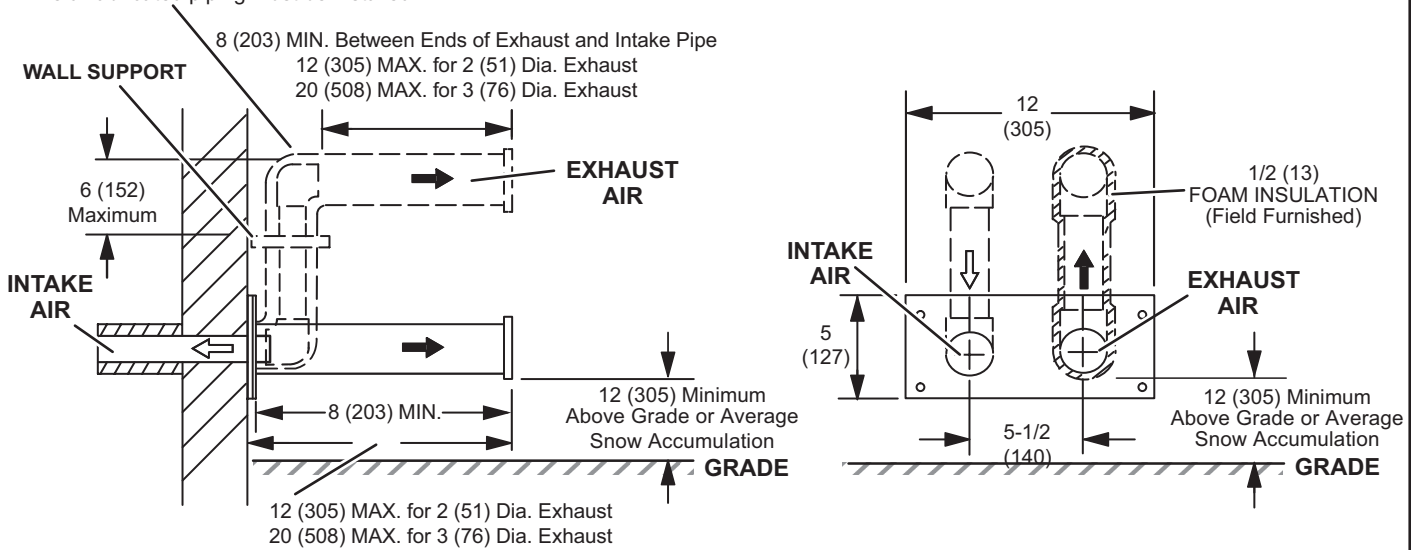 8 (203) MIN. Between Ends of Exhaust and Intake Pipe
12 (305) MAX. for 2 (51) Dia. Exhaust
20 (508) MAX. for 3 (76) Dia. Exhaust
WALL SUPPORT
EXHAUST
AIR
6 (152)
Maximum
INTAKE
AIR
8 (203) MIN.
12 (305) Minimum
Above Grade or Average
Snow Accumulation
GRADE
12 (305) MAX. for 2 (51) Dia. Exhaust
20 (508) MAX. for 3 (76) Dia. Exhaust
12
(305)
1/2 (13)
FOAM INSULATION
(Field Furnished)
INTAKE
AIR
EXHAUST
AIR
5
(127)
5-1/2
(140)
12 (305) Minimum
Above Grade or Average
Snow Accumulation
GRADE